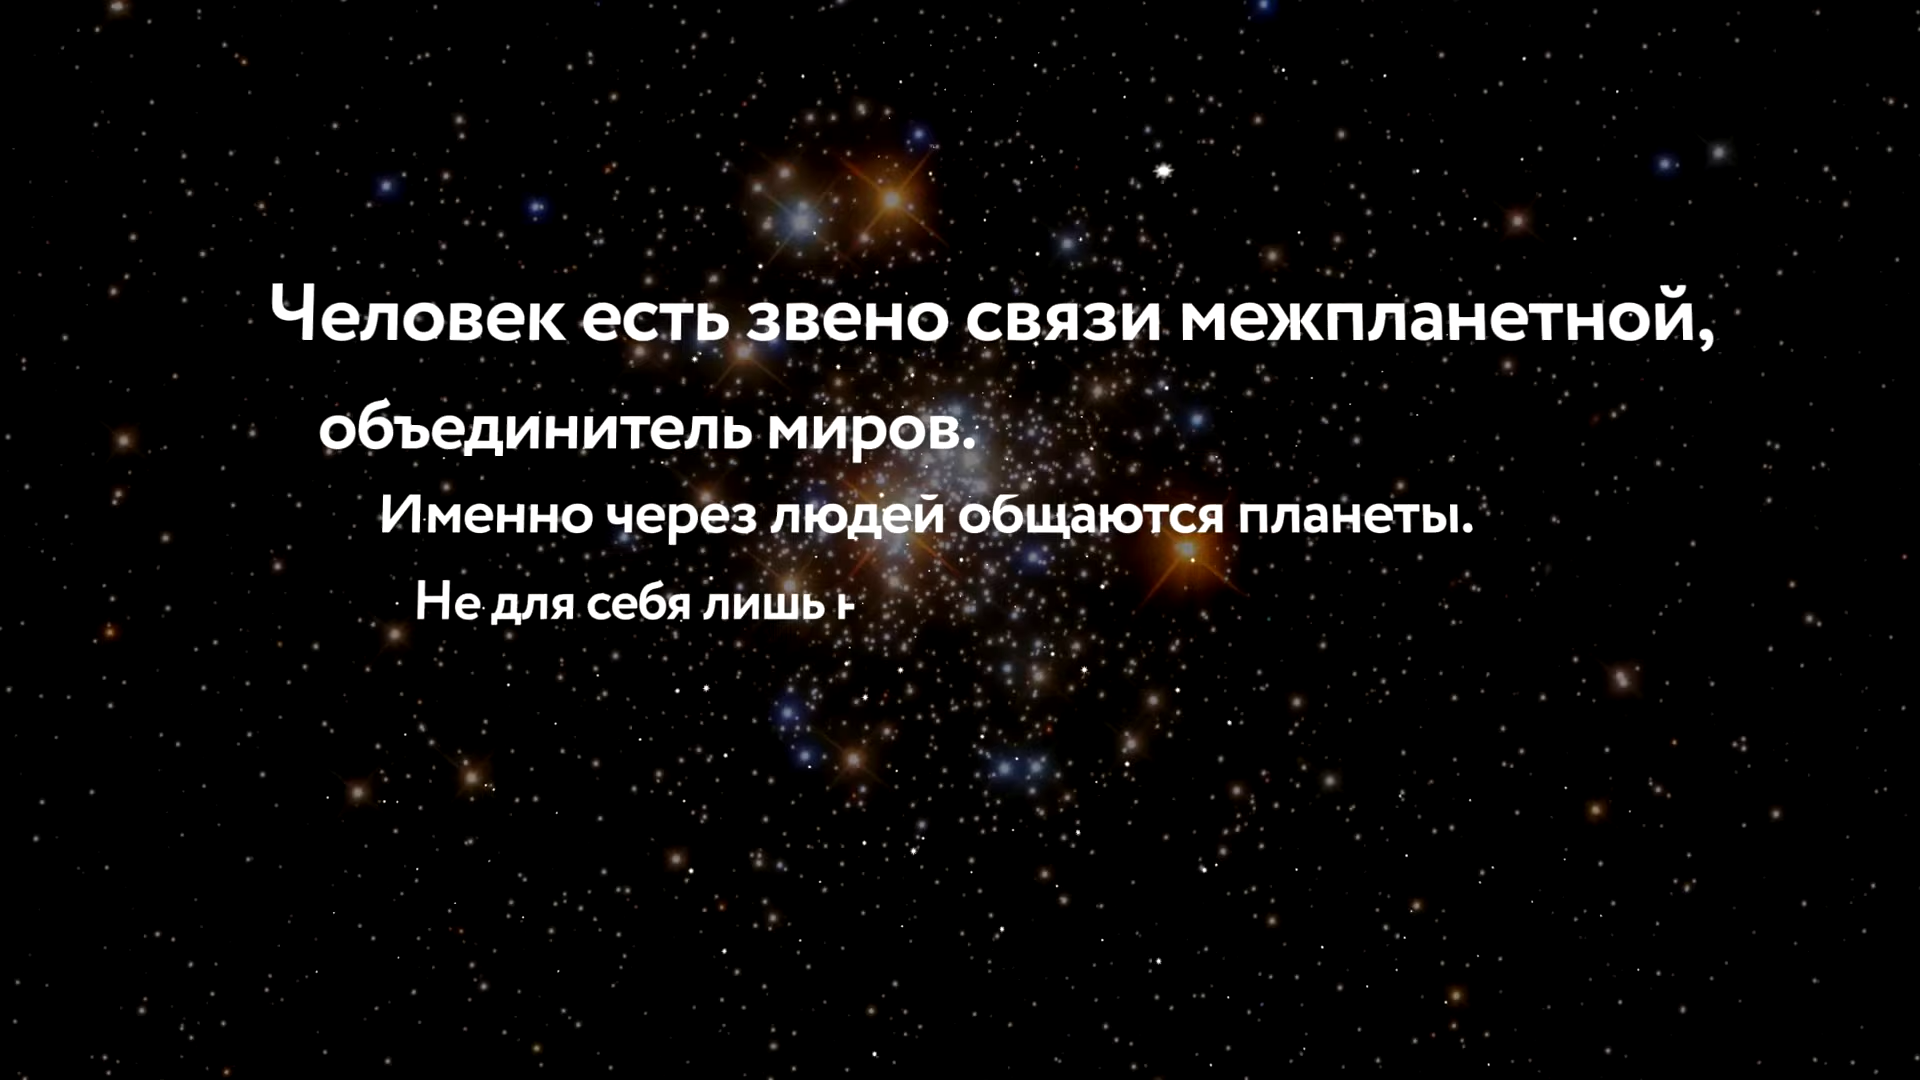 Человек есть звено связи межпланетной,
объединитель миров.
Именно через людей общаются планеты.
Не для себя лишь